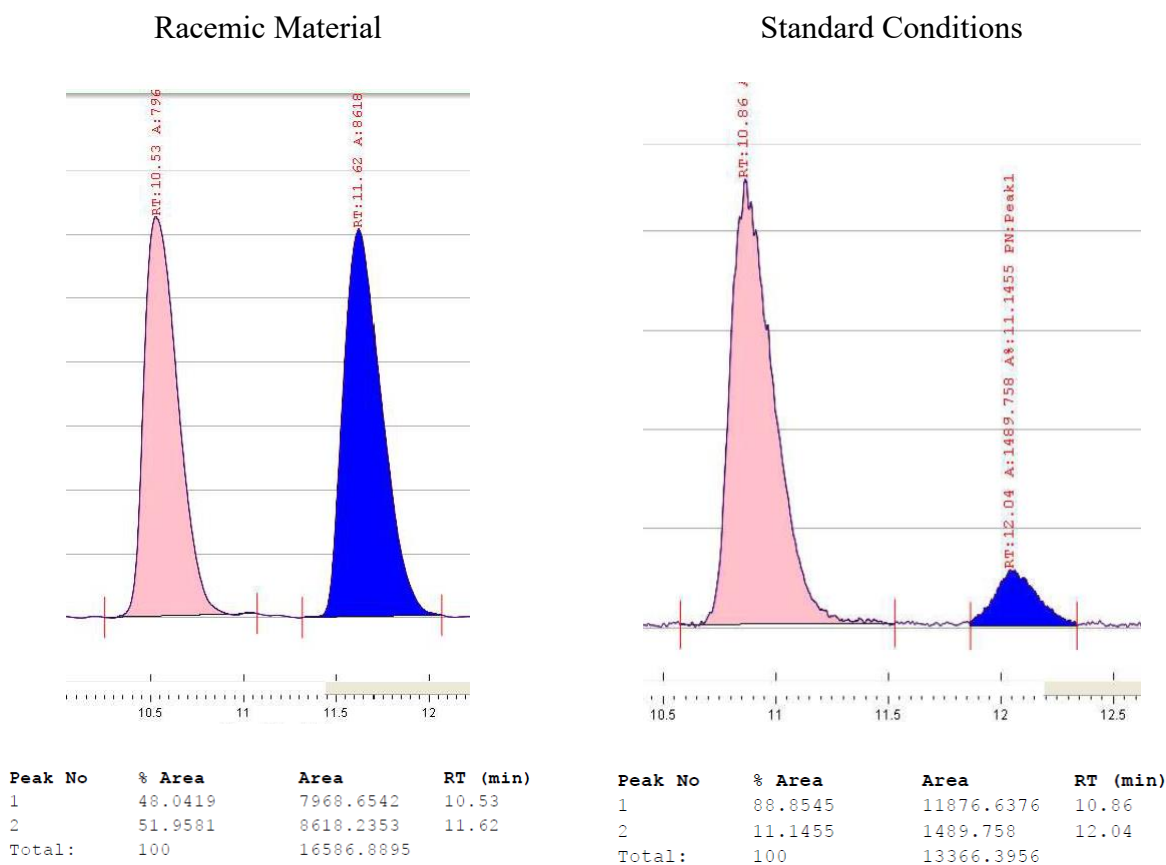 Racemic Material
Standard Conditions
RT:10.53 A:796
RT:11.62 A:8618
10.5 11 11.5 12
Peak No % Area Area RT (min)
1 48.0419 7968.6542 10.53
2 51.9581 8618.2353 11.62
Total: 100 16586.8895
RT:10.86
RT:12.04 A:1489.758 A%:11.1455 PN:Peak1
10.5 11 11.5 12 12.5
Peak No % Area Area RT (min)
1 88.8545 11876.6376 10.86
2 11.1455 1489.758 12.04
Total: 100 13366.3956